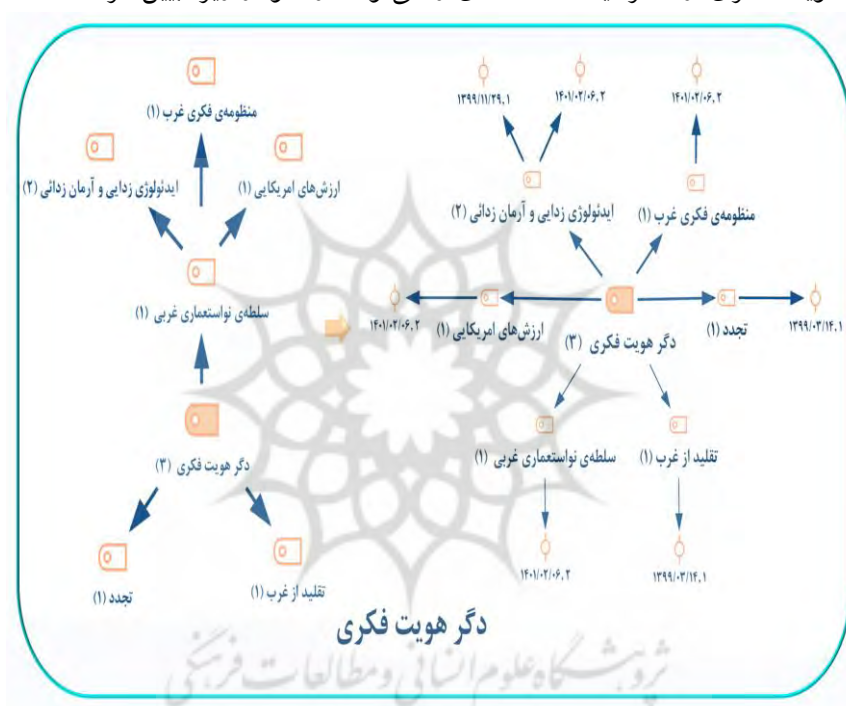 منظومه‌ی فکری غرب (۱)
ایدئولوژی زدایی و آرمان زدائی (۲)
ارزش‌های امریکایی (۱)
سلطه‌ی نواستعماری غربی (۱)
دگر هویت فکری (۳)
تجدد (۱)
تقلید از غرب (۱)
۱۳۹۹/۱۱/۲۹.۱
۱۴۰۱/۰۲/۰۶.۲
۱۴۰۱/۰۲/۰۶.۲
ایدئولوژی زدایی و آرمان زدائی (۲)
منظومه‌ی فکری غرب (۱)
۱۴۰۱/۰۲/۰۶.۲
ارزش‌های امریکایی (۱)
دگر هویت فکری (۳)
تجدد (۱)
۱۳۹۹/۰۳/۱۴.۱
سلطه‌ی نواستعماری غربی (۱)
تقلید از غرب (۱)
۱۴۰۱/۰۲/۰۶.۲
۱۳۹۹/۰۳/۱۴.۱
دگر هویت فکری
پژوهشگاه علوم انسانی و مطالعات فرهنگی